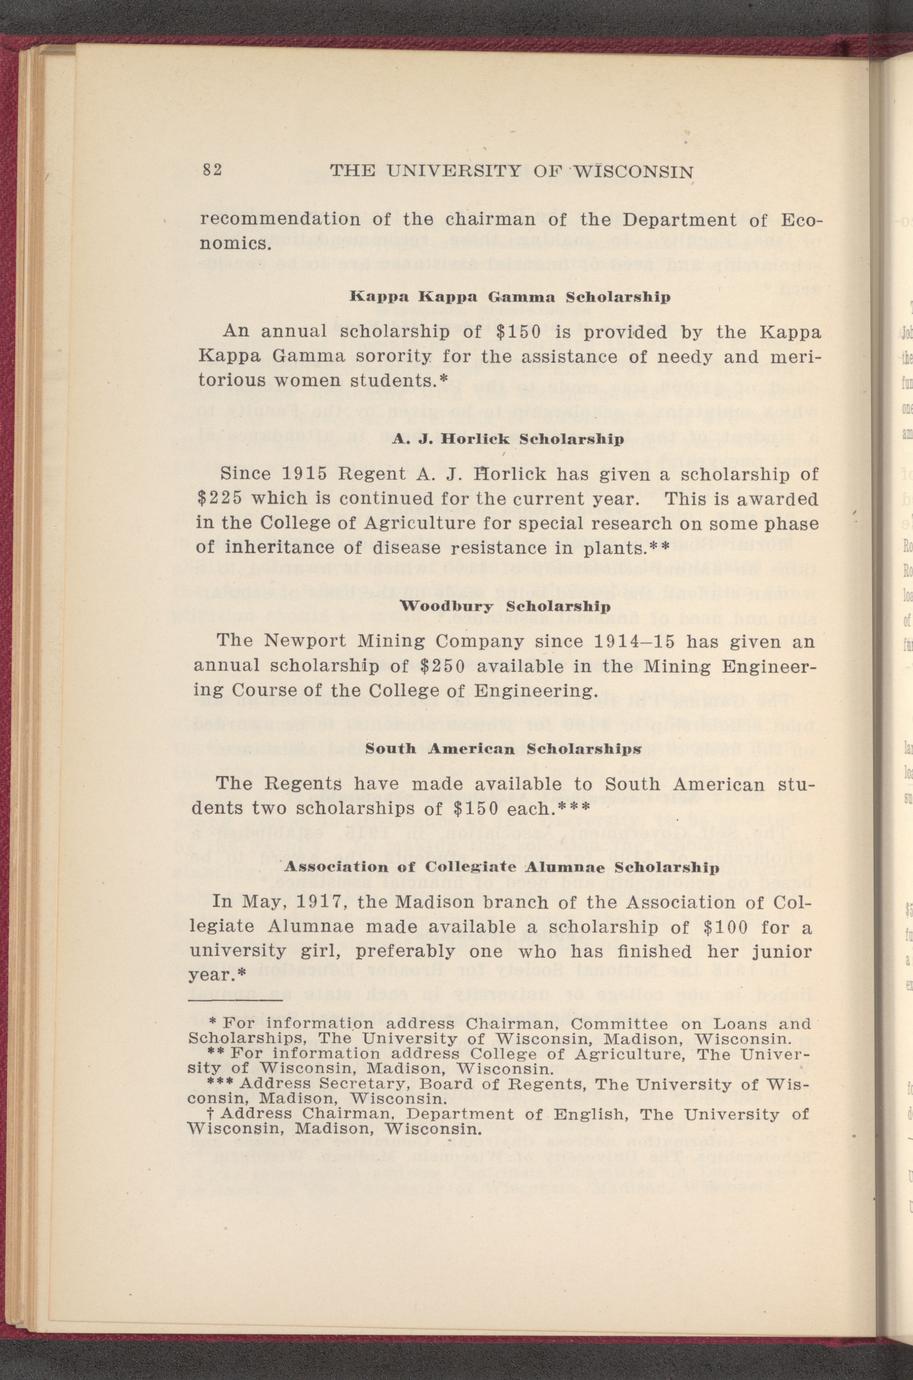 82 THE UNIVERSITY OF WISCONSIN
recommendation of the chairman of the Department of Eco-
nomics.
Kappa Kappa Gamma Scholarship
An annual scholarship of $150 is provided by the Kappa
Kappa Gamma sorority for the assistance of needy and meri-
torious women students.*
A. J. Horlick Scholarship
Since 1915 Regent A. J. Horlick has given a scholarship of
$225 which is continued for the current year. This is awarded
in the College of Agriculture for special research on some phase
of inheritance of disease resistance in plants.**
Woodbury Scholarship
The Newport Mining Company since 1914–15 has given an
annual scholarship of $250 available in the Mining Engineer-
ing Course of the College of Engineering.
South American Scholarships
The Regents have made available to South American stu-
dents two scholarships of $150 each.***
Association of Collegiate Alumnae Scholarship
In May, 1917, the Madison branch of the Association of Col-
legiate Alumnae made available a scholarship of $100 for a
university girl, preferably one who has finished her junior
year.*
* For information address Chairman, Committee on Loans and
Scholarships, The University of Wisconsin, Madison, Wisconsin.
** For information address College of Agriculture, The Univer-
sity of Wisconsin, Madison, Wisconsin.
*** Address Secretary, Board of Regents, The University of Wis-
consin, Madison, Wisconsin.
† Address Chairman, Department of English, The University of
Wisconsin, Madison, Wisconsin.